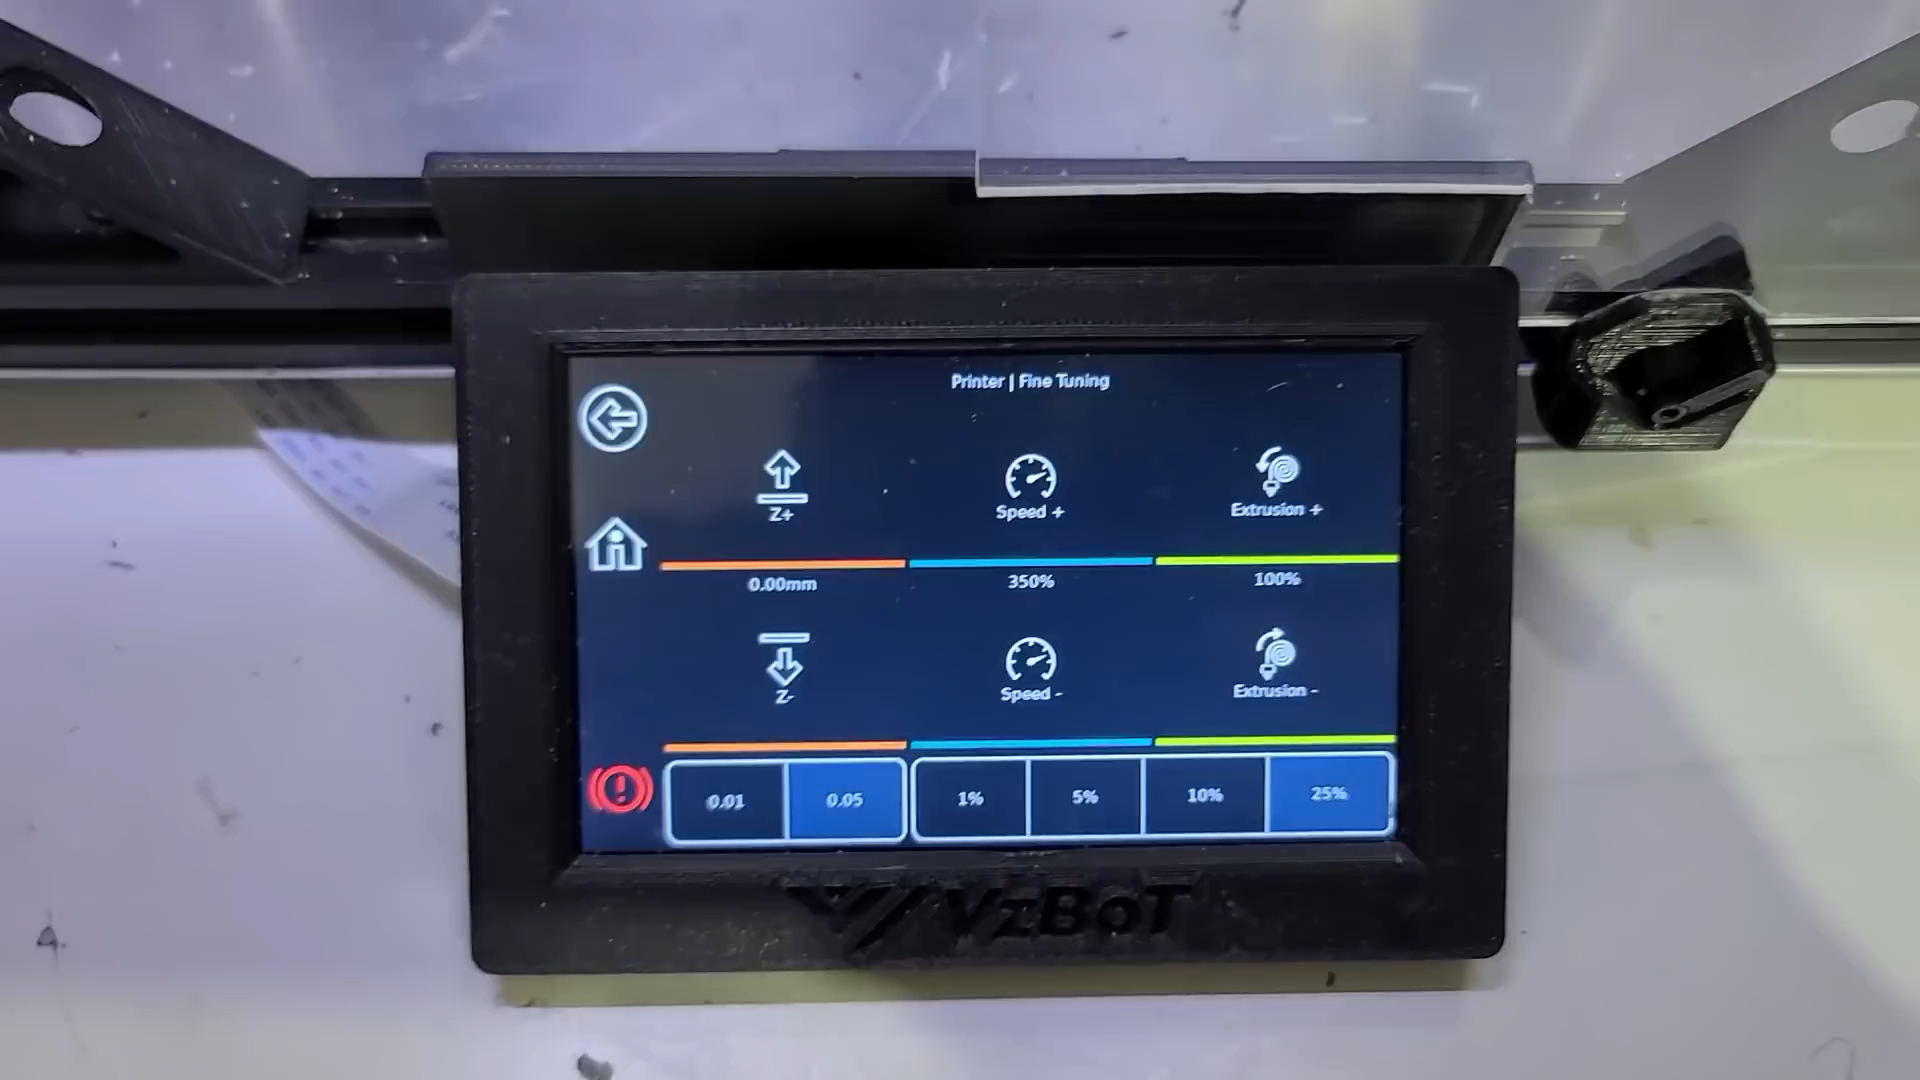 Printer | Fine Tuning
Z+
Speed +
Extrusion +
0.00mm
350%
100%
Z-
Speed -
Extrusion -
0.01
0.05
1%
5%
10%
25%
VzBoT